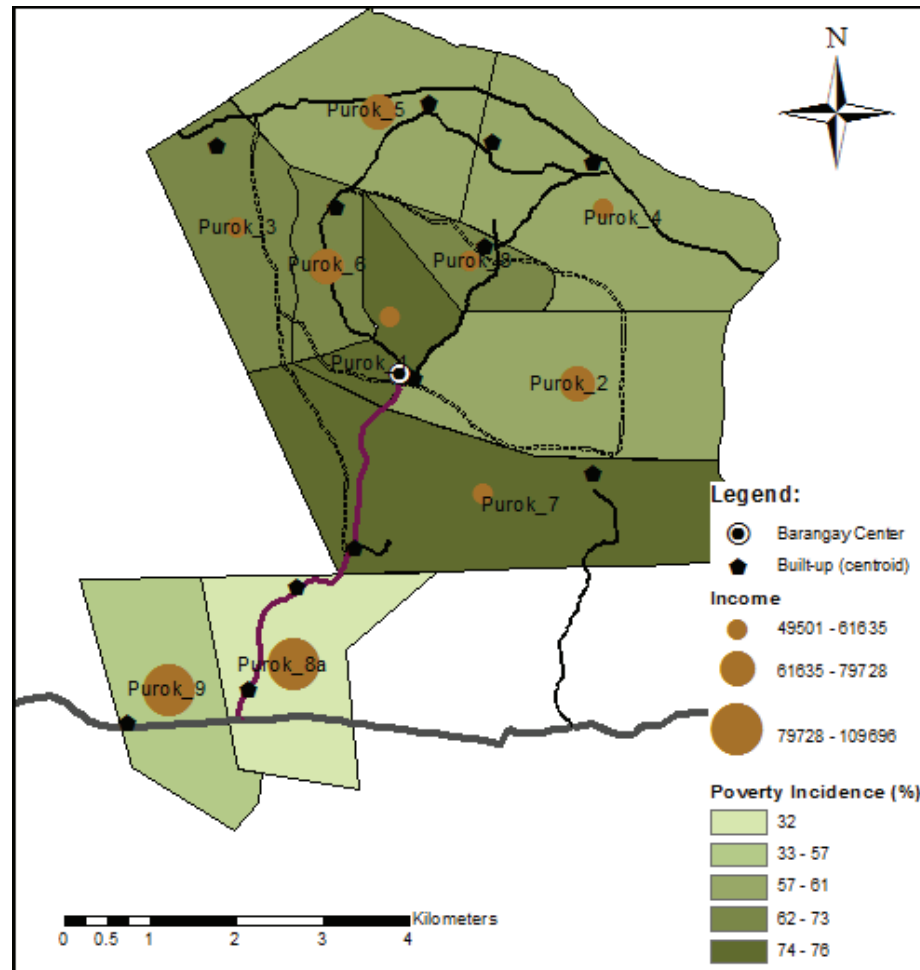 N
Purok_5
Purok_3
Purok_4
Purok_6
Purok_8
Purok_1
Purok_2
Purok_7
Purok_8a
Purok_9
Legend:
Barangay Center
Built-up (centroid)
Income
49501 - 61635
61635 - 79728
79728 - 109696
Poverty Incidence (%)
32
33 - 57
57 - 61
62 - 73
74 - 76
Kilometers
0 0.5 1 2 3 4